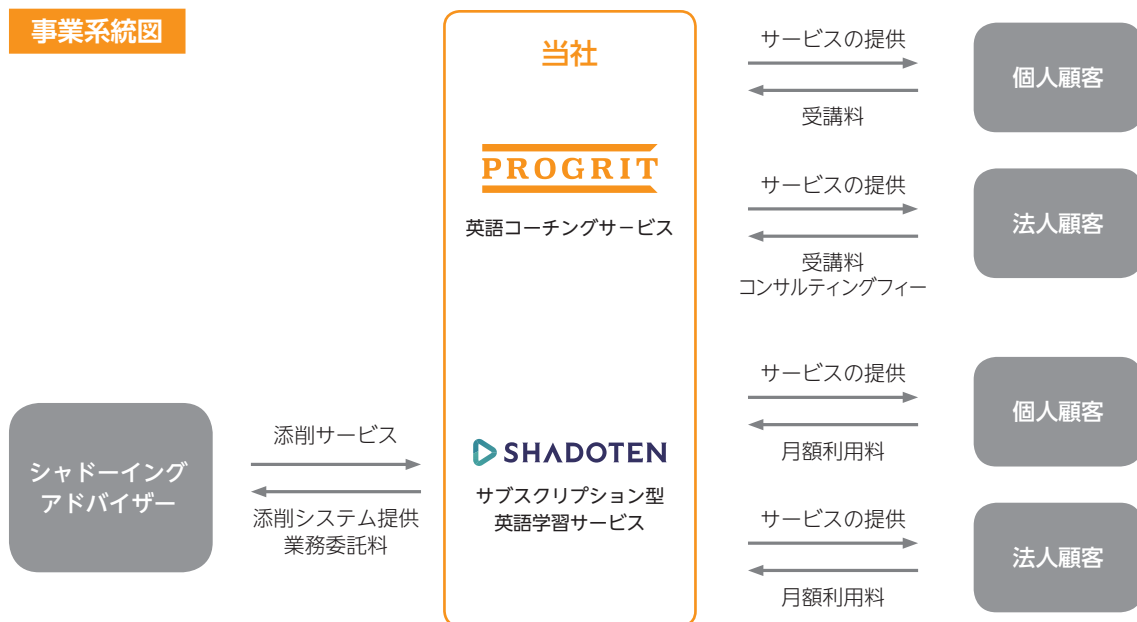 事業系統図
当社
PROGRIT
英語コーチングサービス
サービスの提供
受講料
個人顧客
サービスの提供
受講料
コンサルティングフィー
法人顧客
シャドーイング
アドバイザー
添削サービス
添削システム提供
業務委託料
SHADOTEN
サブスクリプション型
英語学習サービス
サービスの提供
月額利用料
個人顧客
サービスの提供
月額利用料
法人顧客